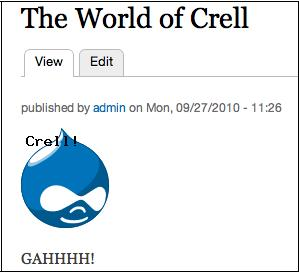 The World of Crell
View Edit
published by admin on Mon, 09/27/2010 - 11:26
Crell!
GAHHHH!